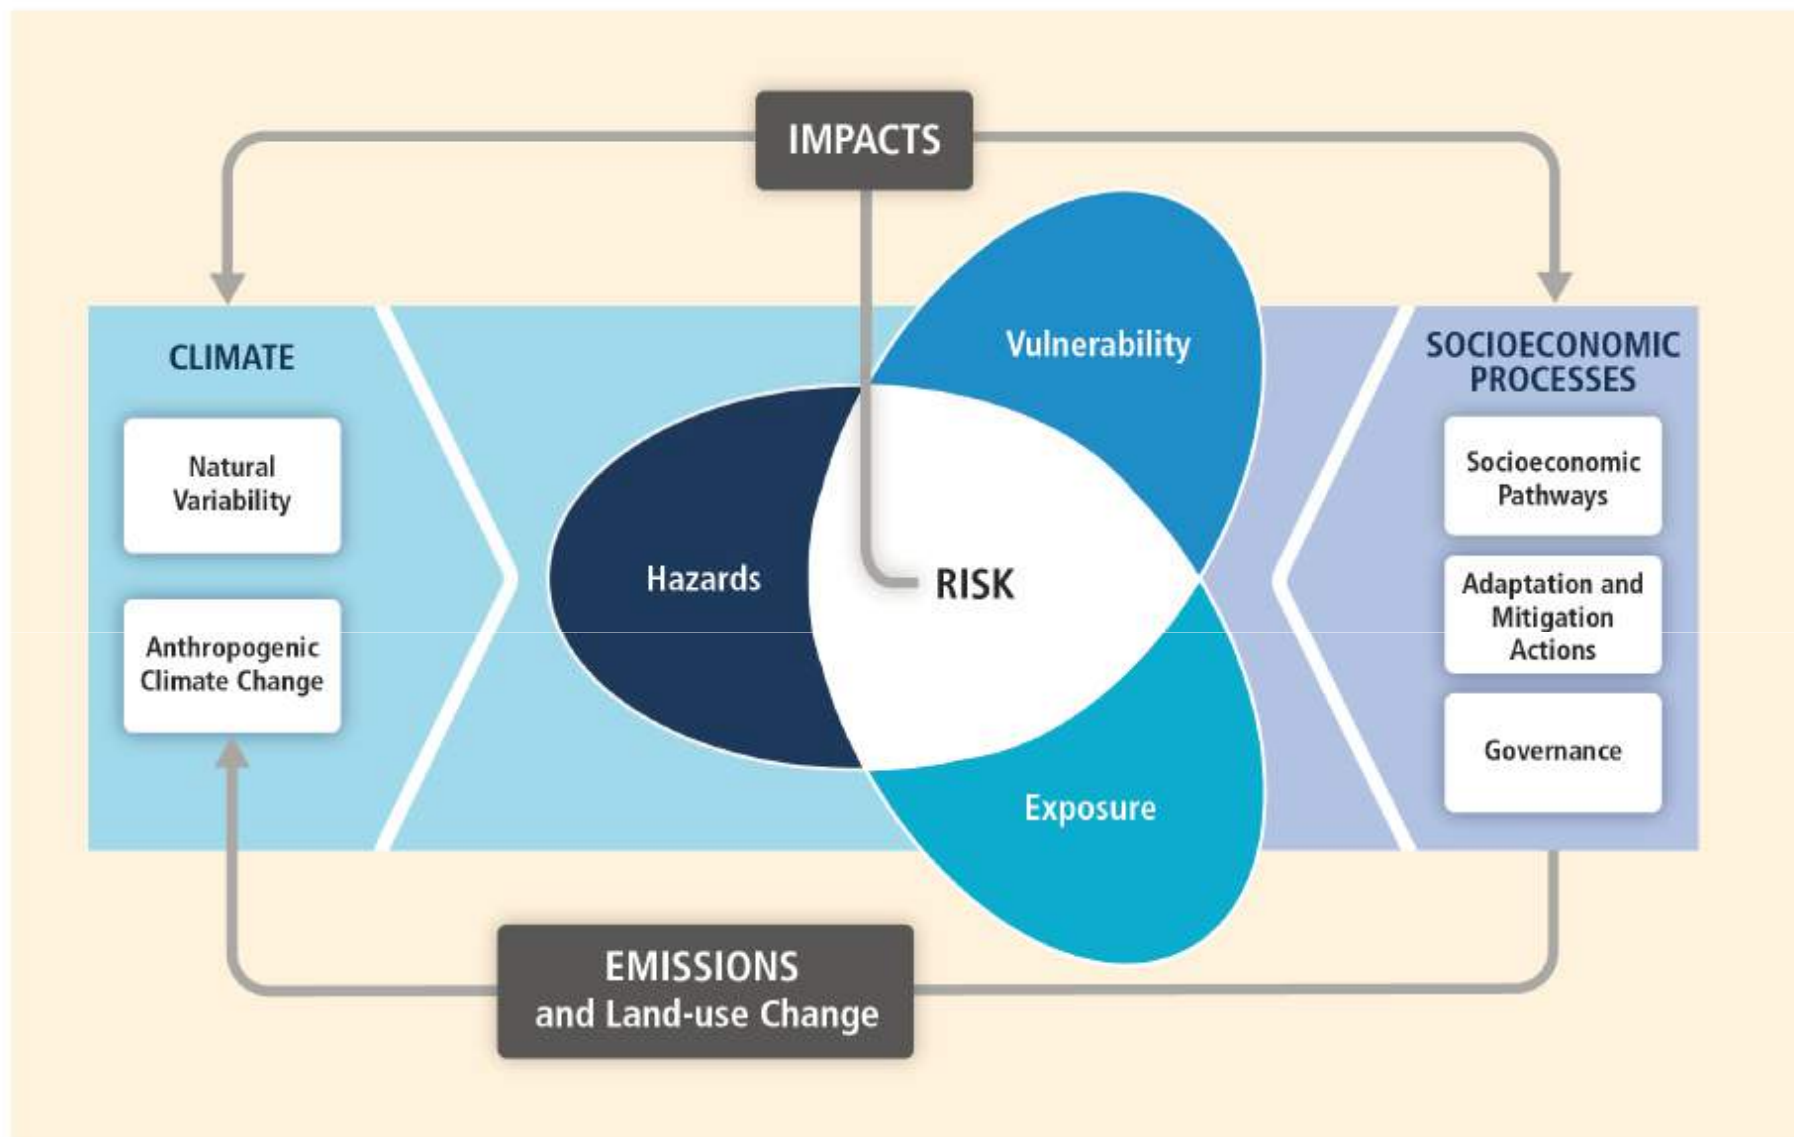 IMPACTS
CLIMATE
Natural
Variability
Anthropogenic
Climate Change
Vulnerability
Hazards
RISK
Exposure
SOCIOECONOMIC
PROCESSES
Socioeconomic
Pathways
Adaptation and
Mitigation
Actions
Governance
EMISSIONS
and Land-use Change